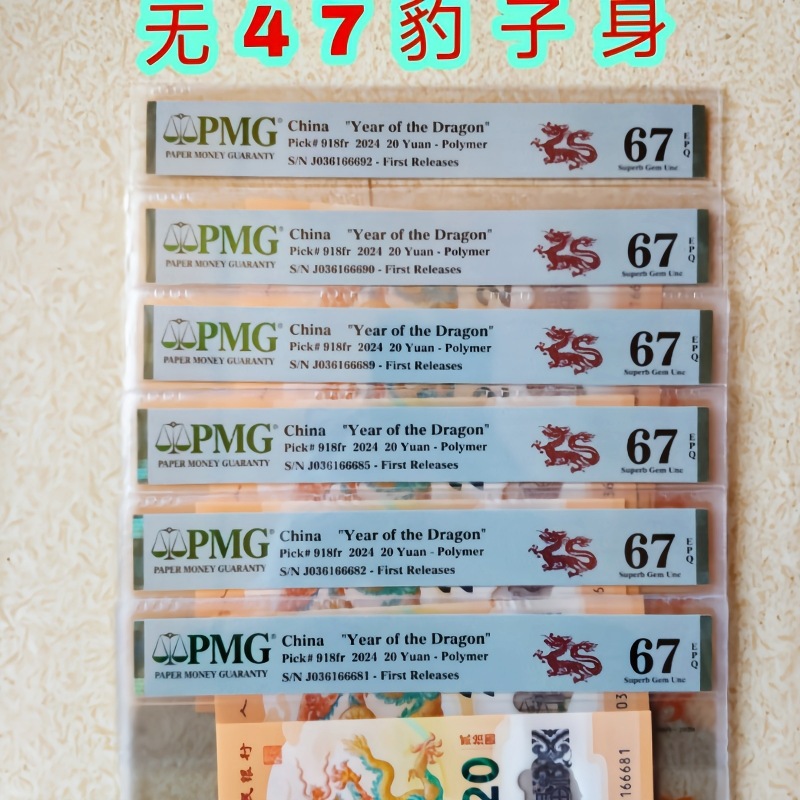 无47豹子身
PMG® China "Year of the Dragon"
PAPER MONEY GUARANTY
Pick# 918fr 2024 20 Yuan - Polymer
S/N J036166692 - First Releases
67 EPQ
Superb Gem Unc
PMG® China "Year of the Dragon"
PAPER MONEY GUARANTY
Pick# 918fr 2024 20 Yuan - Polymer
S/N J036166690 - First Releases
67 EPQ
Superb Gem Unc
PMG® China "Year of the Dragon"
PAPER MONEY GUARANTY
Pick# 918fr 2024 20 Yuan - Polymer
S/N J036166689 - First Releases
67 EPQ
Superb Gem Unc
PMG® China "Year of the Dragon"
PAPER MONEY GUARANTY
Pick# 918fr 2024 20 Yuan - Polymer
S/N J036166685 - First Releases
67 EPQ
Superb Gem Unc
PMG® China "Year of the Dragon"
PAPER MONEY GUARANTY
Pick# 918fr 2024 20 Yuan - Polymer
S/N J036166682 - First Releases
67 EPQ
Superb Gem Unc
PMG® China "Year of the Dragon"
PAPER MONEY GUARANTY
Pick# 918fr 2024 20 Yuan - Polymer
S/N J036166681 - First Releases
67 EPQ
Superb Gem Unc
民银行
20
16681